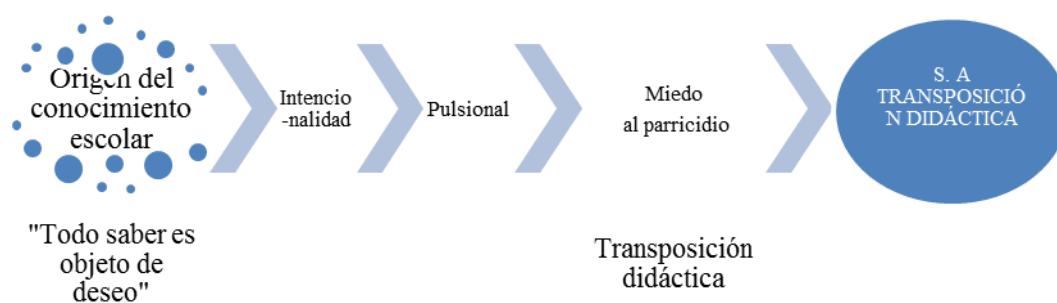 Origen del
conocimiento
escolar
Intencio
-nalidad
Pulsional
Miedo
al parricidio
S. A
TRANSPOSICIÓ
N DIDÁCTICA
"Todo saber es
objeto de
deseo"
Transposición
didáctica